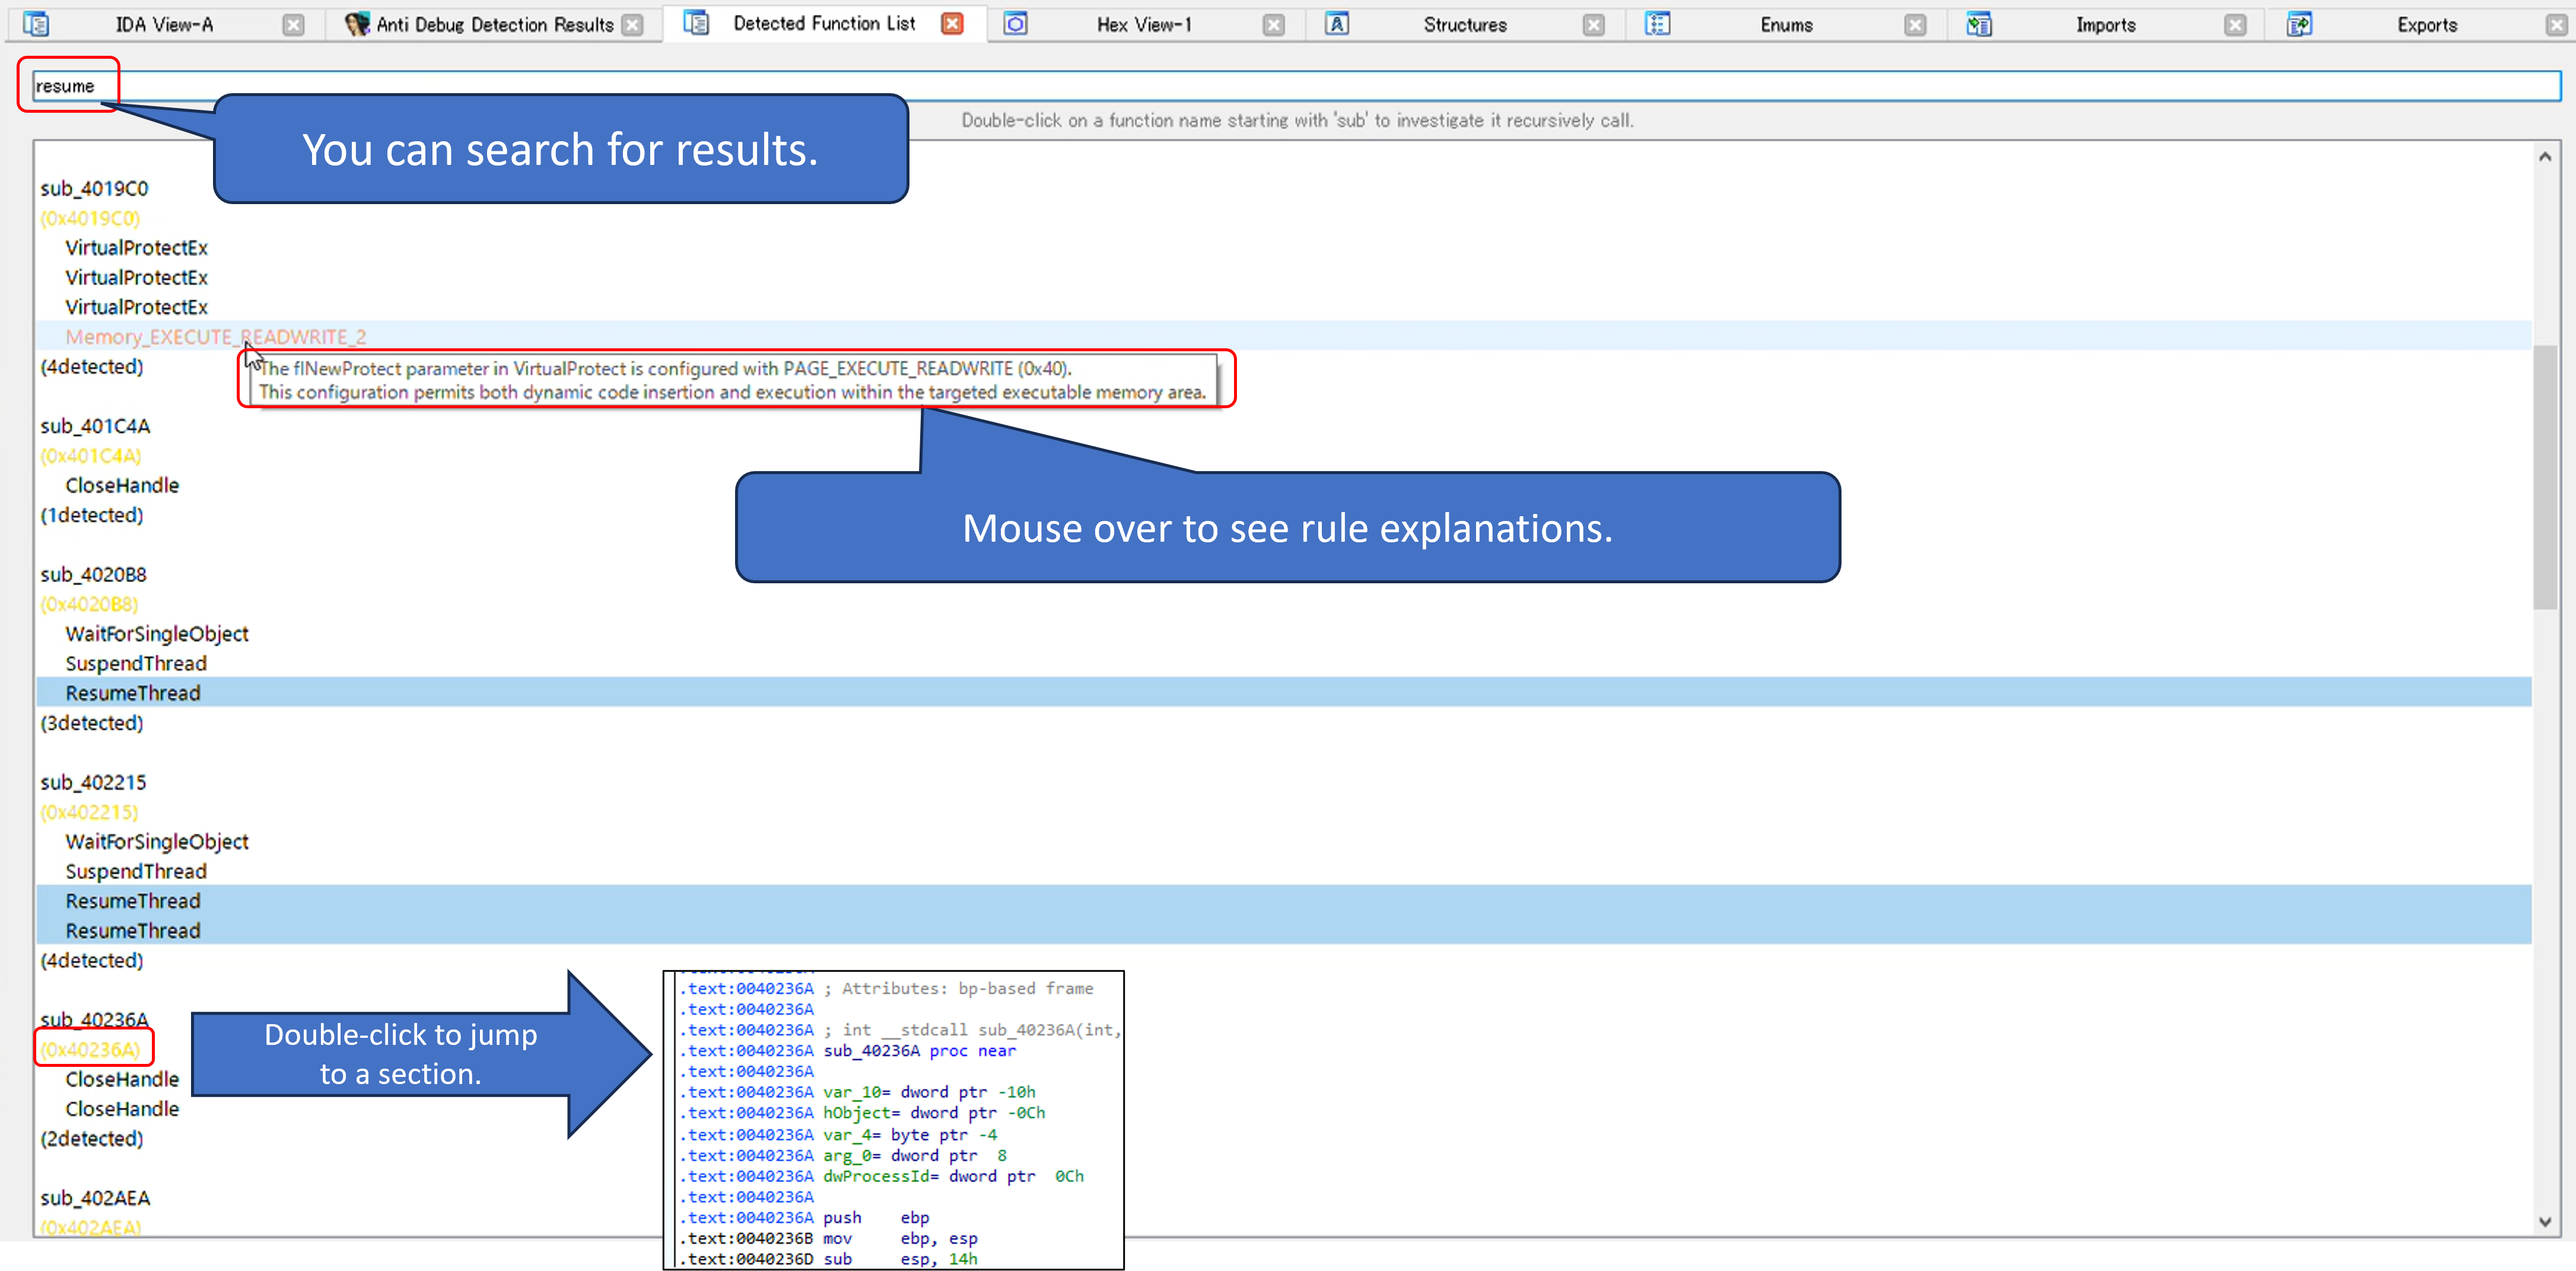 IDA View-A
Anti Debug Detection Results
Detected Function List
Hex View-1
Structures
Enums
Imports
Exports
resume
You can search for results.
Double-click on a function name starting with 'sub' to investigate it recursively call.
sub_4019C0
(0x4019C0)
VirtualProtectEx
VirtualProtectEx
VirtualProtectEx
Memory_EXECUTE_READWRITE_2
(4detected)
The flNewProtect parameter in VirtualProtect is configured with PAGE_EXECUTE_READWRITE (0x40).
This configuration permits both dynamic code insertion and execution within the targeted executable memory area.
sub_401C4A
(0x401C4A)
CloseHandle
(1detected)
Mouse over to see rule explanations.
sub_4020B8
(0x4020B8)
WaitForSingleObject
SuspendThread
ResumeThread
(3detected)
sub_402215
(0x402215)
WaitForSingleObject
SuspendThread
ResumeThread
ResumeThread
(4detected)
sub_40236A
(0x40236A)
CloseHandle
CloseHandle
(2detected)
sub_402AEA
(0x402AEA)
Double-click to jump
to a section.
.text:0040236A ; Attributes: bp-based frame
.text:0040236A
.text:0040236A ; int __stdcall sub_40236A(int,
.text:0040236A sub_40236A proc near
.text:0040236A
.text:0040236A var_10= dword ptr -10h
.text:0040236A hObject= dword ptr -0Ch
.text:0040236A var_4= byte ptr -4
.text:0040236A arg_0= dword ptr  8
.text:0040236A dwProcessId= dword ptr  0Ch
.text:0040236A
.text:0040236A push    ebp
.text:0040236B mov     ebp, esp
.text:0040236D sub     esp, 14h